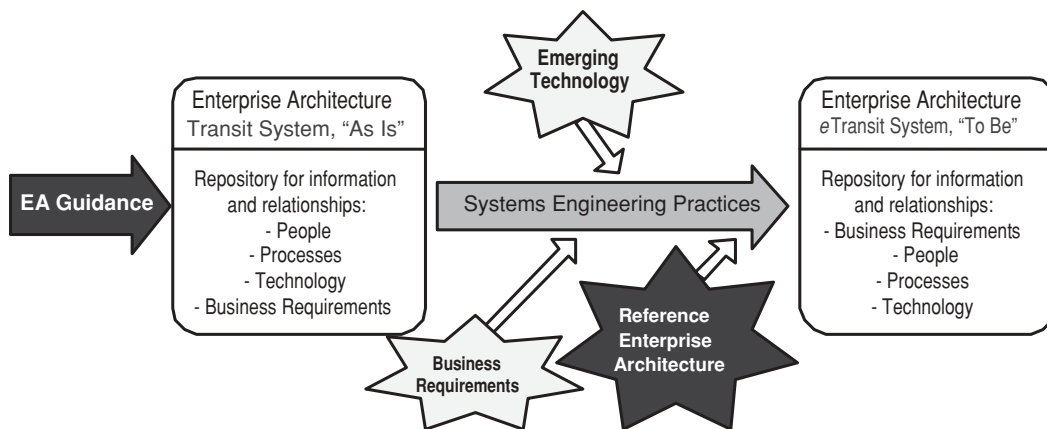 EA Guidance
Enterprise Architecture
Transit System, “As Is”
Repository for information
and relationships:
- People
- Processes
- Technology
- Business Requirements
Emerging
Technology
Systems Engineering Practices
Business
Requirements
Reference
Enterprise
Architecture
Enterprise Architecture
eTransit System, “To Be”
Repository for information
and relationships:
- Business Requirements
- People
- Processes
- Technology